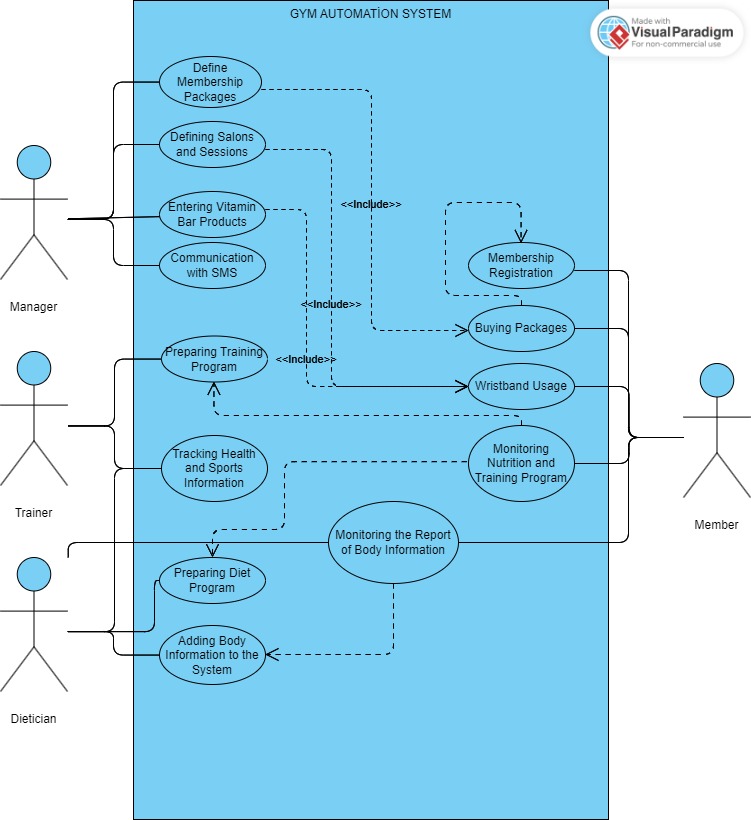 GYM AUTOMATİON SYSTEM
Made with
VisualParadigm
For non-commercial use
Define
Membership
Packages
Defining Salons
and Sessions
Entering Vitamin
Bar Products
Communication
with SMS
Manager
<<Include>>
<<Include>>
<<Include>>
Membership
Registration
Buying Packages
Wristband Usage
Monitoring
Nutrition and
Training Program
Preparing Training
Program
Tracking Health
and Sports
Information
Trainer
Member
Monitoring the Report
of Body Information
Preparing Diet
Program
Adding Body
Information to the
System
Dietician